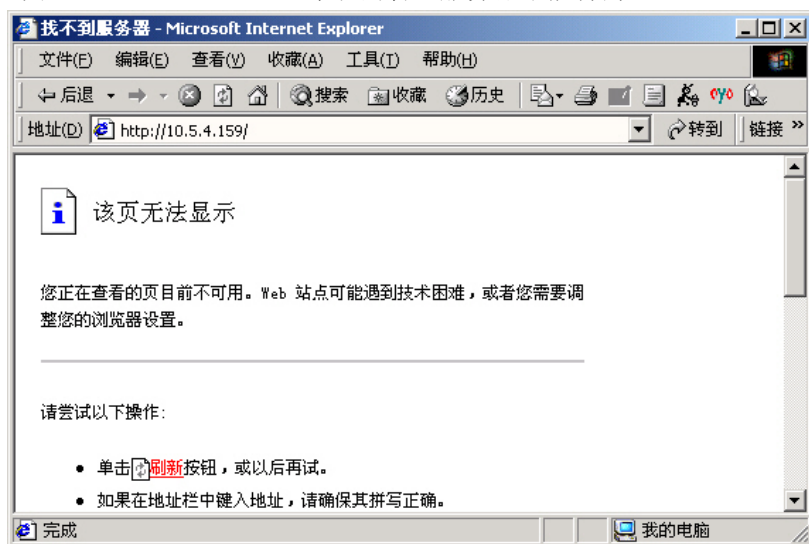 找不到服务器 - Microsoft Internet Explorer
文件(F) 编辑(E) 查看(V) 收藏(A) 工具(T) 帮助(H)
后退 搜索 收藏 历史
地址(D) http://10.5.4.159/ 转到 链接 »
该页无法显示
您正在查看的页目前不可用。Web 站点可能遇到技术困难，或者您需要调
整您的浏览器设置。
请尝试以下操作:
• 单击刷新按钮，或以后再试。
• 如果在地址栏中键入地址，请确保其拼写正确。
完成 我的电脑